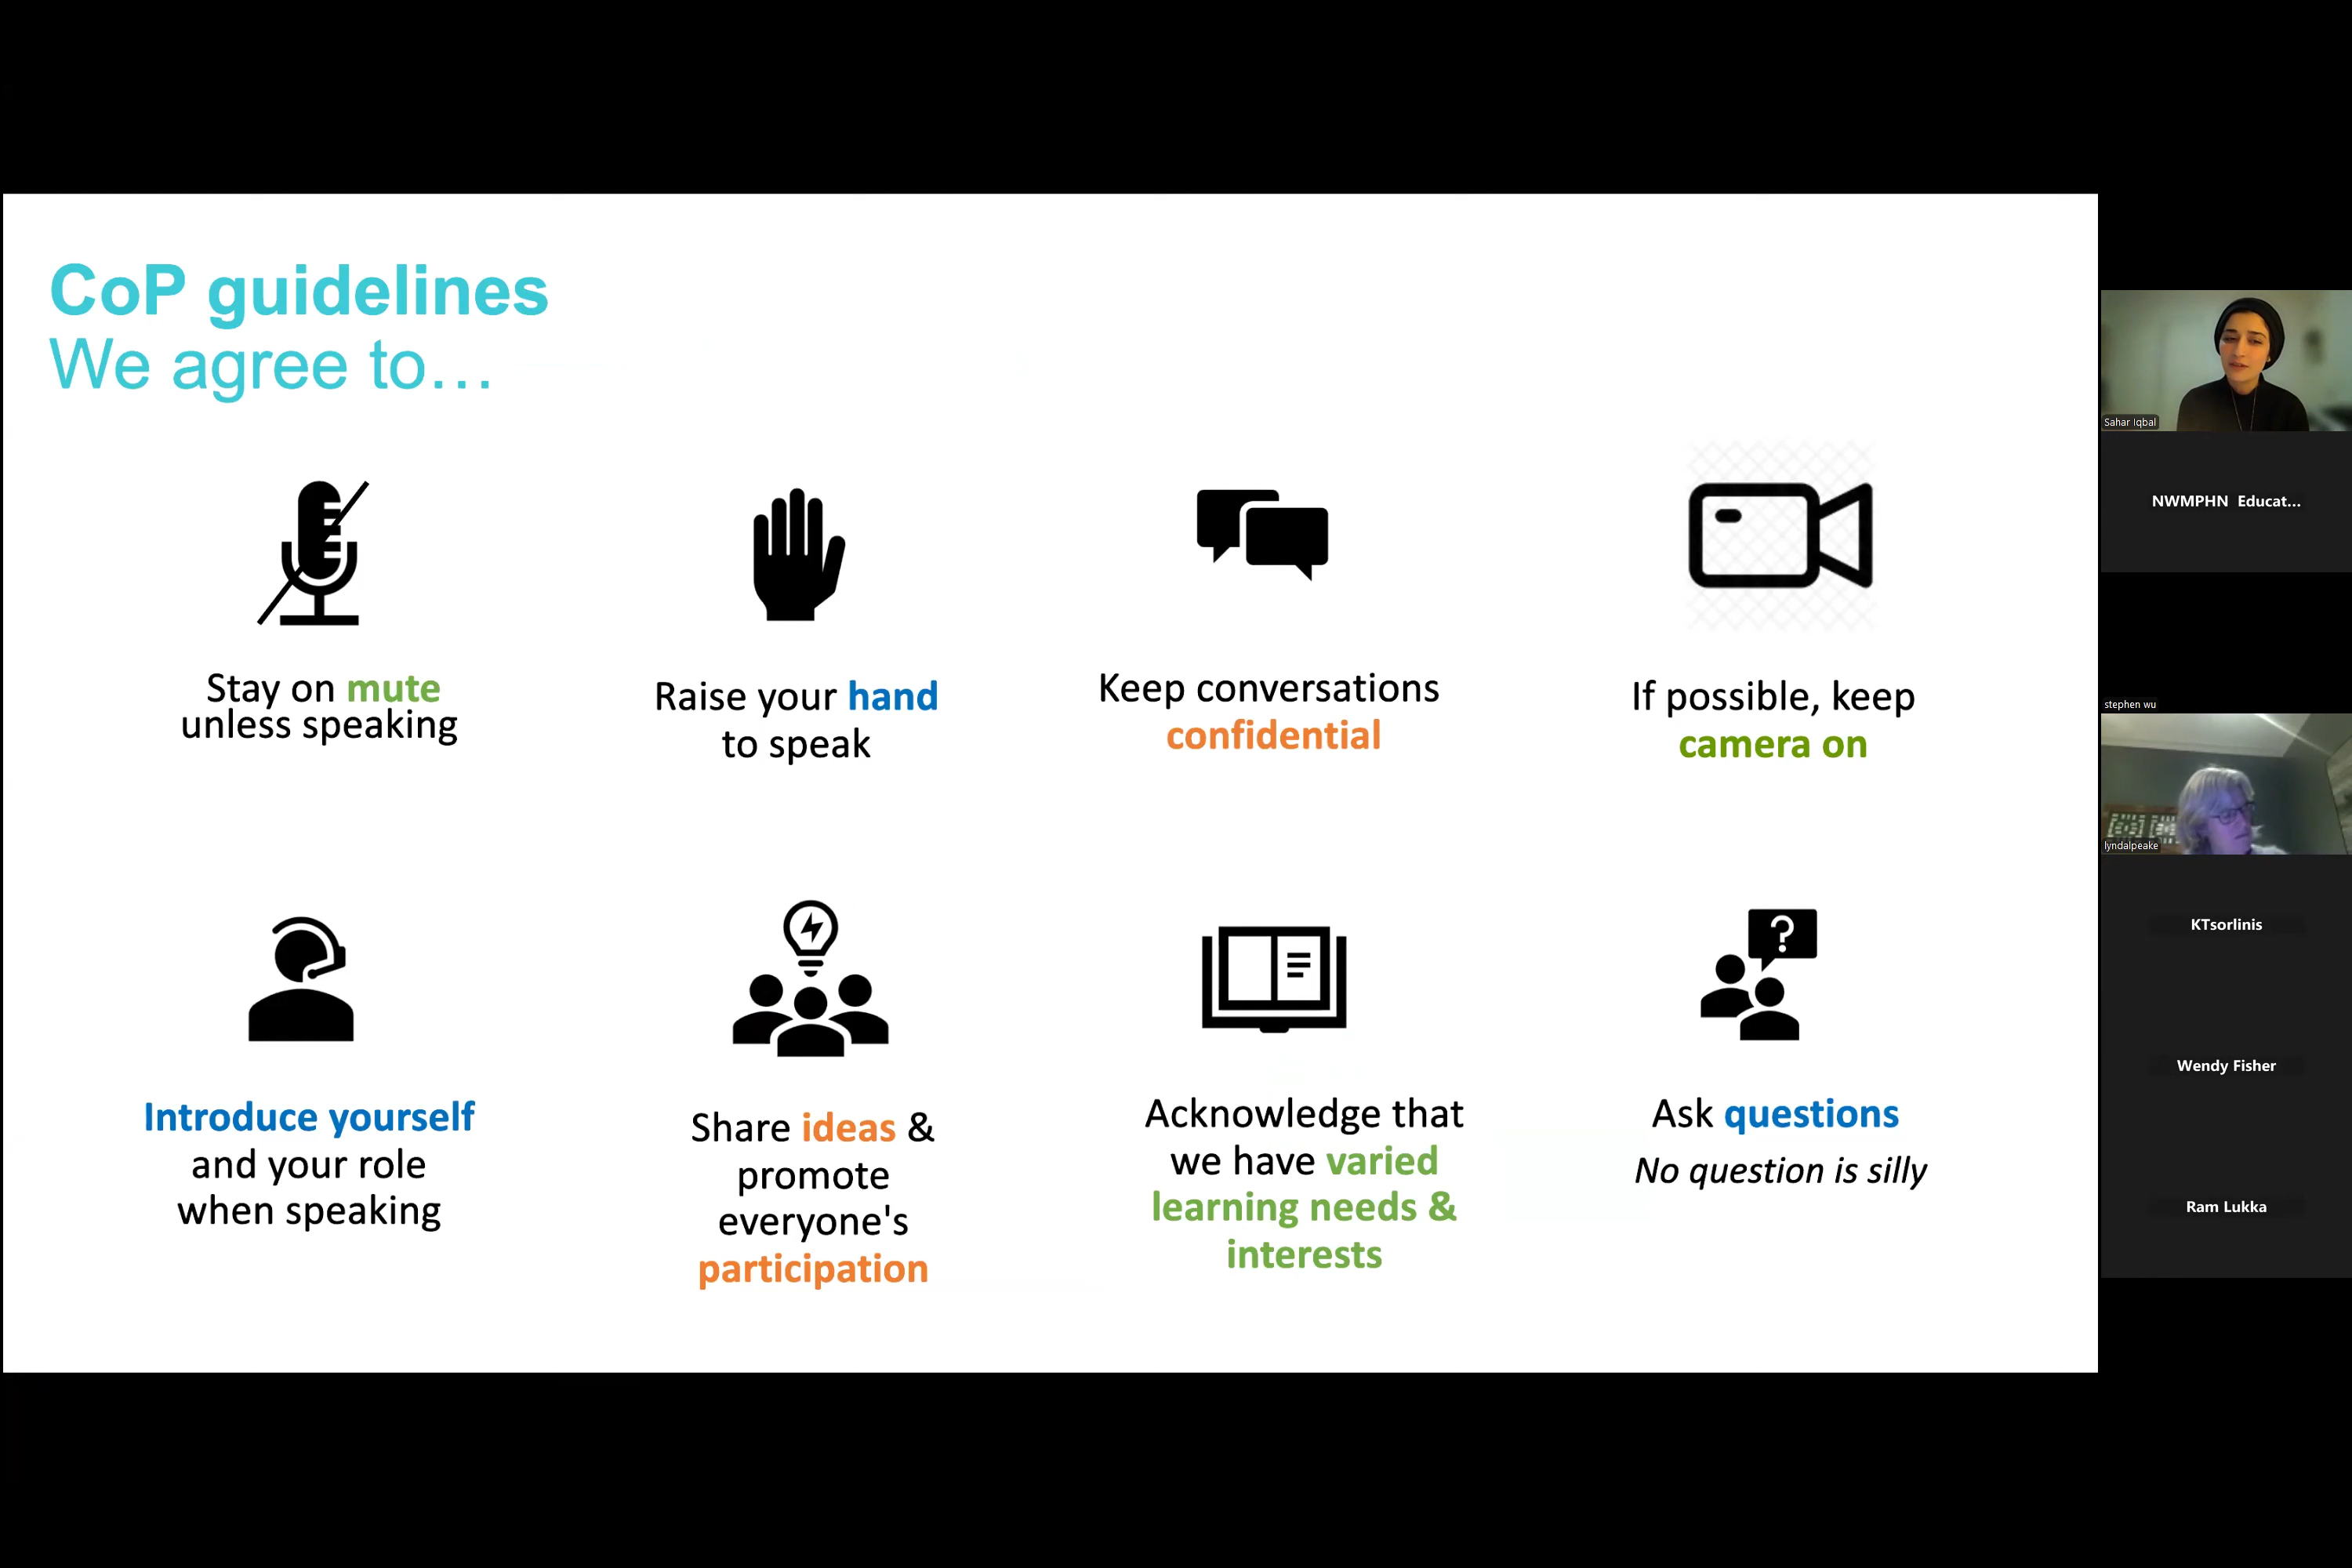 CoP guidelines
We agree to...
Stay on mute
unless speaking
Raise your hand
to speak
Keep conversations
confidential
If possible, keep
camera on
Introduce yourself
and your role
when speaking
Share ideas &
promote
everyone's
participation
Acknowledge that
we have varied
learning needs &
interests
?
Ask questions
No question is silly
Sahar Iqbal
NWMPHN Educat...
stephen wu
lyndalpeake
KTsorlinis
Wendy Fisher
Ram Lukka